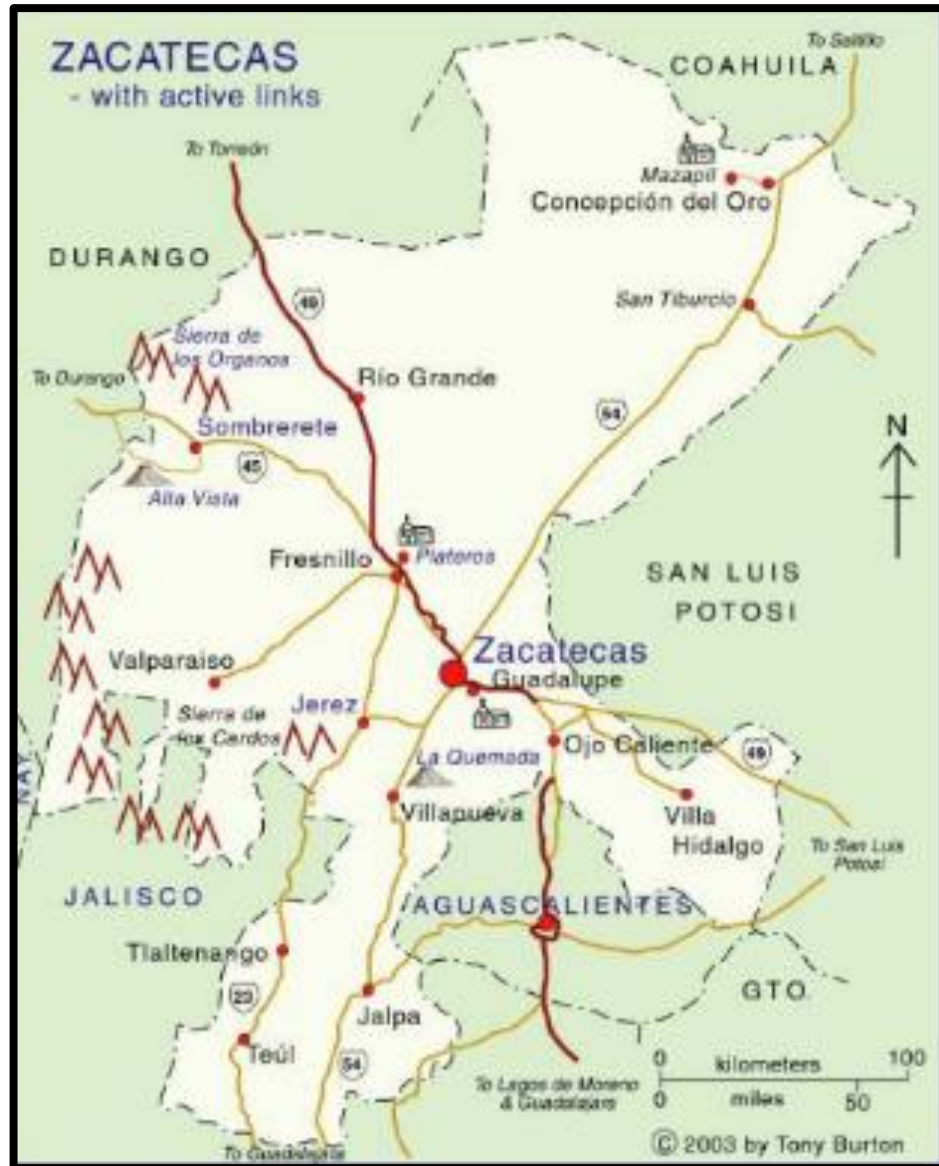 ZACATECAS
- with active links
To Saltillo
COAHUILA
To Torreón
Mazapil
Concepción del Oro
DURANGO
49
San Tiburcio
Sierra de
los Organos
To Durango
Río Grande
54
Sombrerete
45
N
Alta Vista
Plateros
Fresnillo
SAN LUIS
POTOSI
Zacatecas
Guadalupe
Valparaiso
Jerez
Sierra de
los Cardos
La Quemada
Ojo Caliente
49
NAY
Villanueva
Villa
Hidalgo
To San Luis
Potosi
JALISCO
AGUASCALIENTES
Tlaltenango
23
Jalpa
GTO
Teúl
54
0 kilometers 100
0 miles 50
To Lagos de Moreno
& Guadalajara
To Guadalajara
© 2003 by Tony Burton